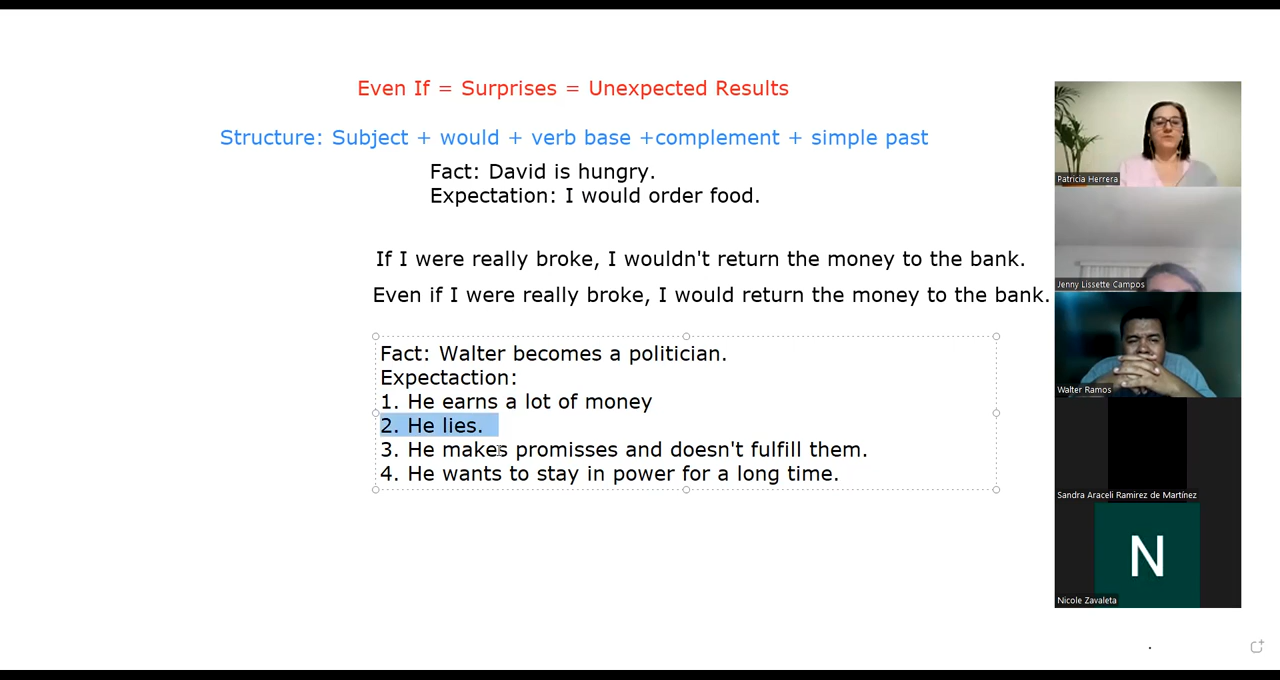 Even If = Surprises = Unexpected Results
Structure: Subject + would + verb base +complement + simple past
Fact: David is hungry.
Expectation: I would order food.
If I were really broke, I wouldn't return the money to the bank.
Even if I were really broke, I would return the money to the bank.
Fact: Walter becomes a politician.
Expectaction:
1. He earns a lot of money
2. He lies.
3. He makes promisses and doesn't fulfill them.
4. He wants to stay in power for a long time.
Patricia Herrera
Jenny Lissette Campos
Walter Ramos
Sandra Araceli Ramirez de Martínez
N
Nicole Zavaleta